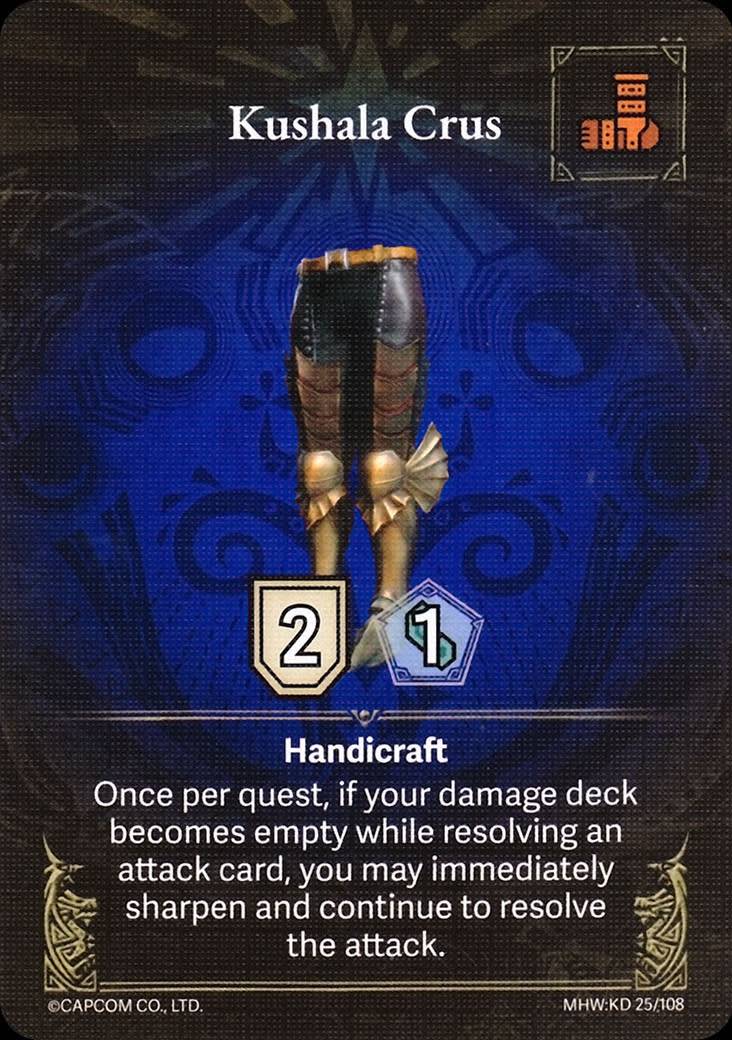 Kushala Crus
2
1
Handicraft
Once per quest, if your damage deck
becomes empty while resolving an
attack card, you may immediately
sharpen and continue to resolve
the attack.
©CAPCOM CO., LTD.
MHW:KD 25/108